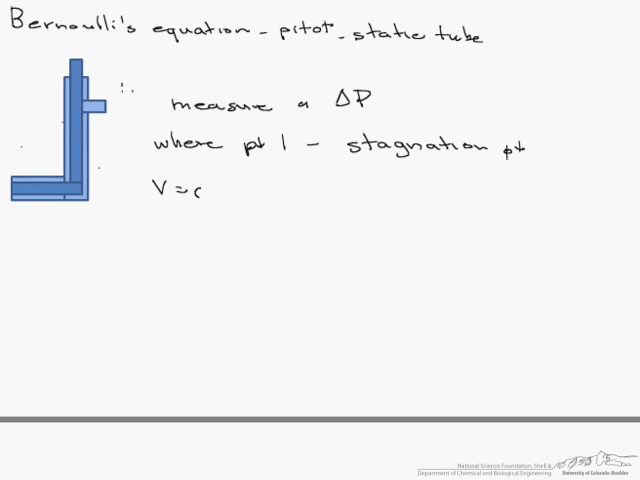 Bernoulli's equation - pitot - static tube
measure a ΔP
where pt 1 - stagnation pt
V =
National Science Foundation, Shell &
Department of Chemical and Biological Engineering
University of Colorado-Boulder